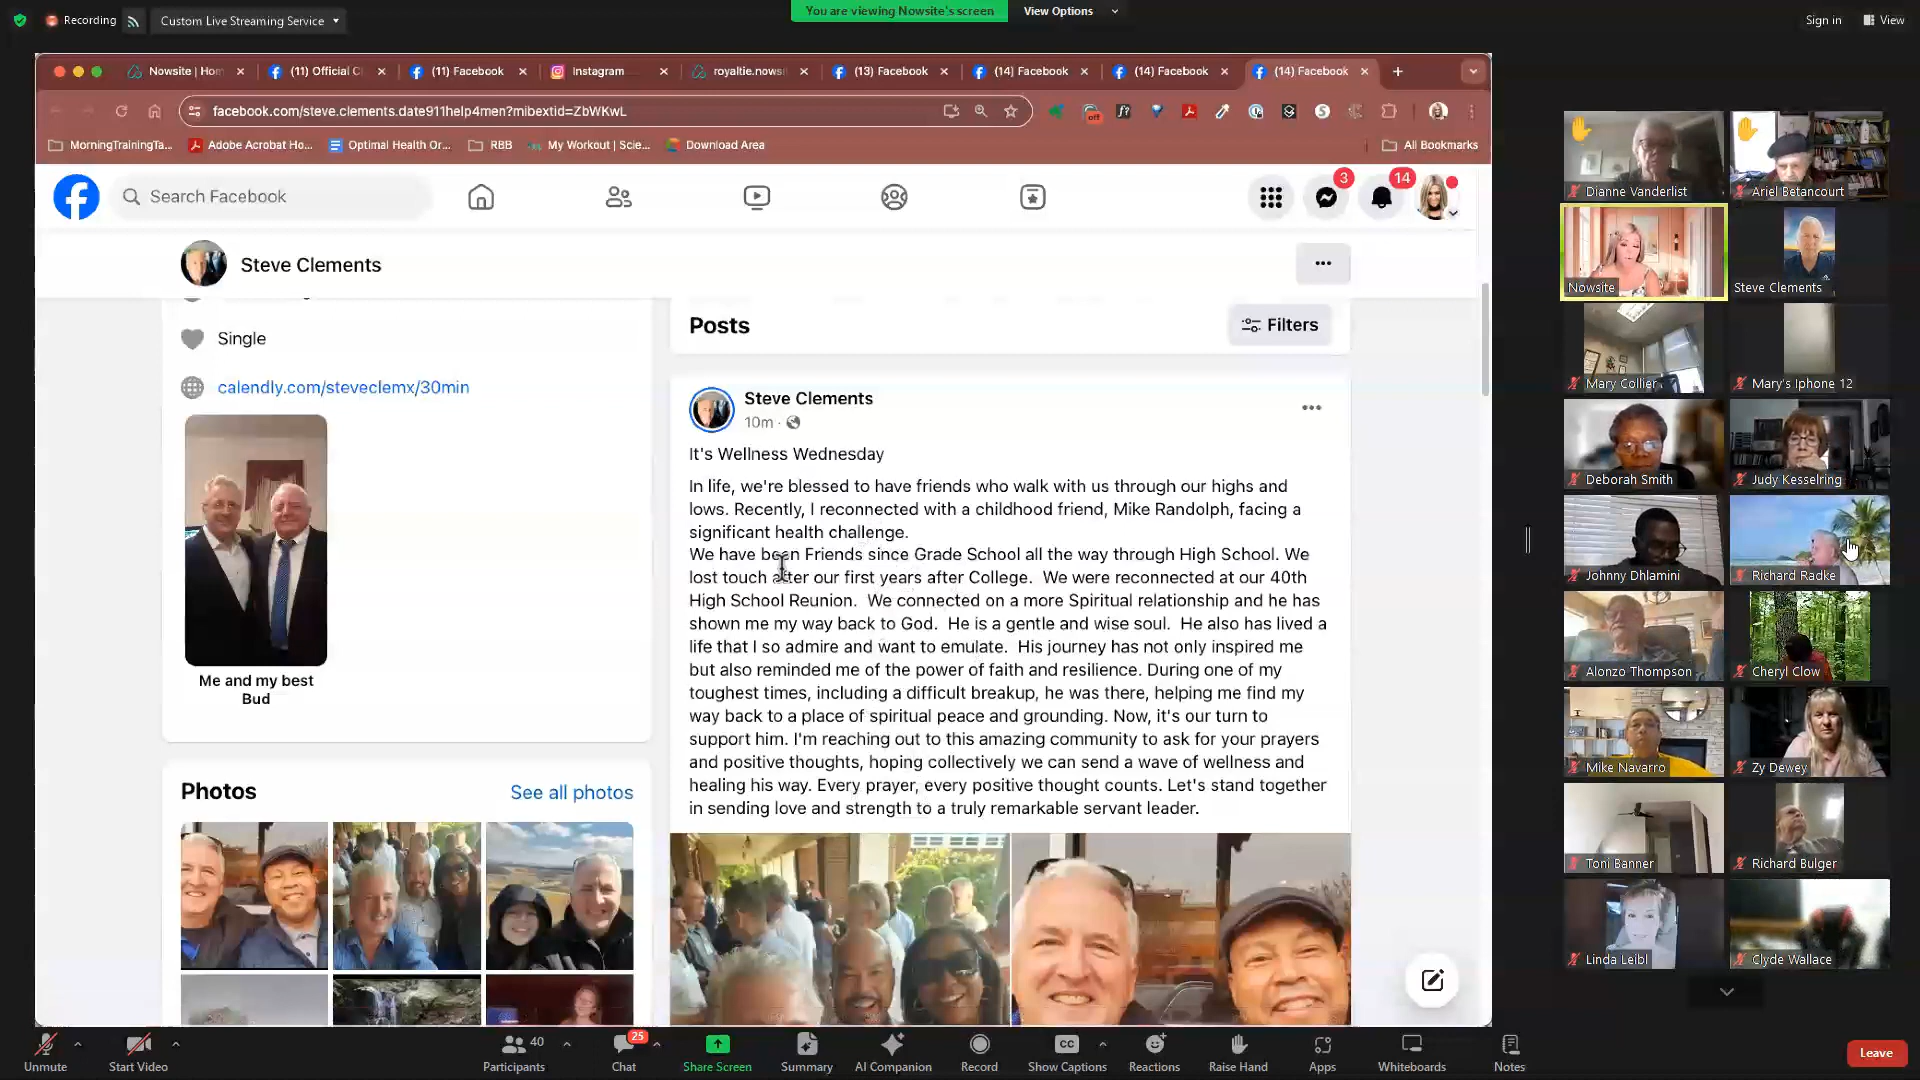 Recording
Custom Live Streaming Service
You are viewing Nowsite's screen
View Options
Sign in
View
Nowsite | Hom
(11) Official C
(11) Facebook
Instagram
royaltie.nowsi
(13) Facebook
(14) Facebook
(14) Facebook
(14) Facebook
facebook.com/steve.clements.date911help4men?mibextid=ZbWKwL
off
MorningTrainingTa...
Adobe Acrobat Ho...
Optimal Health Or...
RBB
My Workout | Scie...
Download Area
All Bookmarks
Search Facebook
3
14
Steve Clements
Single
calendly.com/steveclemx/30min
Me and my best
Bud
Photos
See all photos
Posts
Filters
Steve Clements
10m ·
It's Wellness Wednesday
In life, we're blessed to have friends who walk with us through our highs and
lows. Recently, I reconnected with a childhood friend, Mike Randolph, facing a
significant health challenge.
We have been Friends since Grade School all the way through High School. We
lost touch after our first years after College. We were reconnected at our 40th
High School Reunion. We connected on a more Spiritual relationship and he has
shown me my way back to God. He is a gentle and wise soul. He also has lived a
life that I so admire and want to emulate. His journey has not only inspired me
but also reminded me of the power of faith and resilience. During one of my
toughest times, including a difficult breakup, he was there, helping me find my
way back to a place of spiritual peace and grounding. Now, it's our turn to
support him. I'm reaching out to this amazing community to ask for your prayers
and positive thoughts, hoping collectively we can send a wave of wellness and
healing his way. Every prayer, every positive thought counts. Let's stand together
in sending love and strength to a truly remarkable servant leader.
Dianne Vanderlist
Ariel Betancourt
Nowsite
Steve Clements
Mary Collier
Mary's Iphone 12
Deborah Smith
Judy Kesselring
Johnny Dhlamini
Richard Radke
Alonzo Thompson
Cheryl Clow
Mike Navarro
Zy Dewey
Toni Banner
Richard Bulger
Linda Leibl
Clyde Wallace
Unmute
Start Video
40
Participants
25
Chat
Share Screen
Summary
AI Companion
Record
CC
Show Captions
Reactions
Raise Hand
Apps
Whiteboards
Notes
Leave